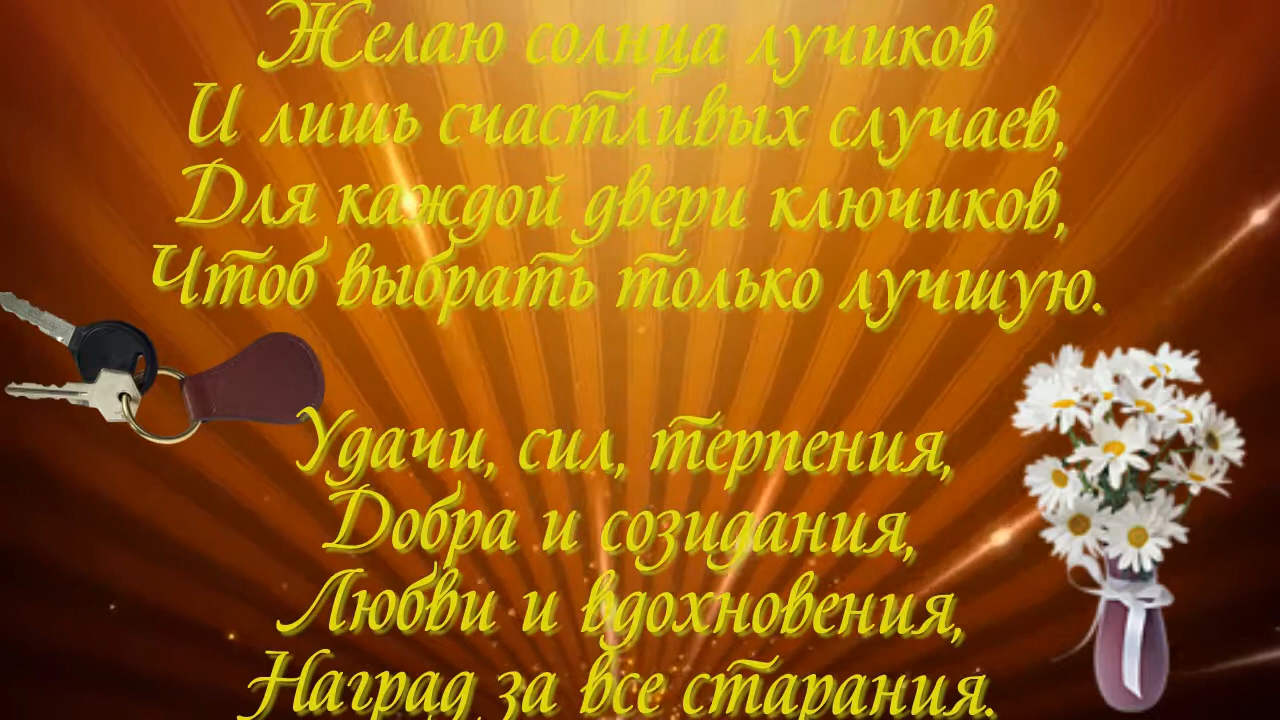 Желаю солнца лучиков
И лишь счастливых случаев,
Для каждой двери ключиков,
Чтоб выбрать только лучшую.
Удачи, сил, терпения,
Добра и созидания,
Любви и вдохновения,
Наград за все старания.